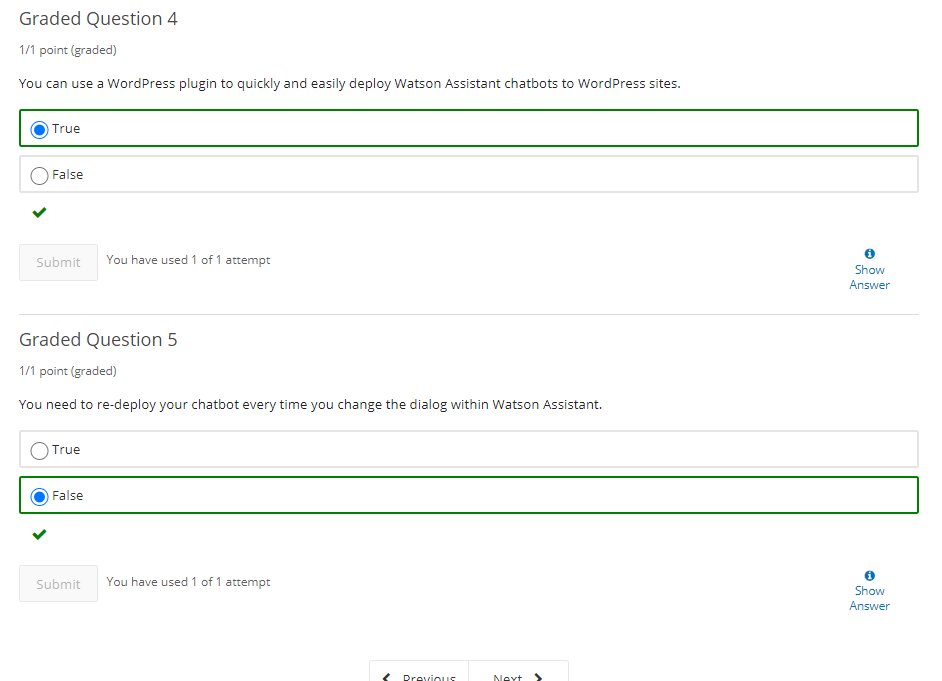 Graded Question 4
1/1 point (graded)
You can use a WordPress plugin to quickly and easily deploy Watson Assistant chatbots to WordPress sites.
True
False
Submit
You have used 1 of 1 attempt
Show
Answer
Graded Question 5
1/1 point (graded)
You need to re-deploy your chatbot every time you change the dialog within Watson Assistant.
True
False
Submit
You have used 1 of 1 attempt
Show
Answer
Previous
Next